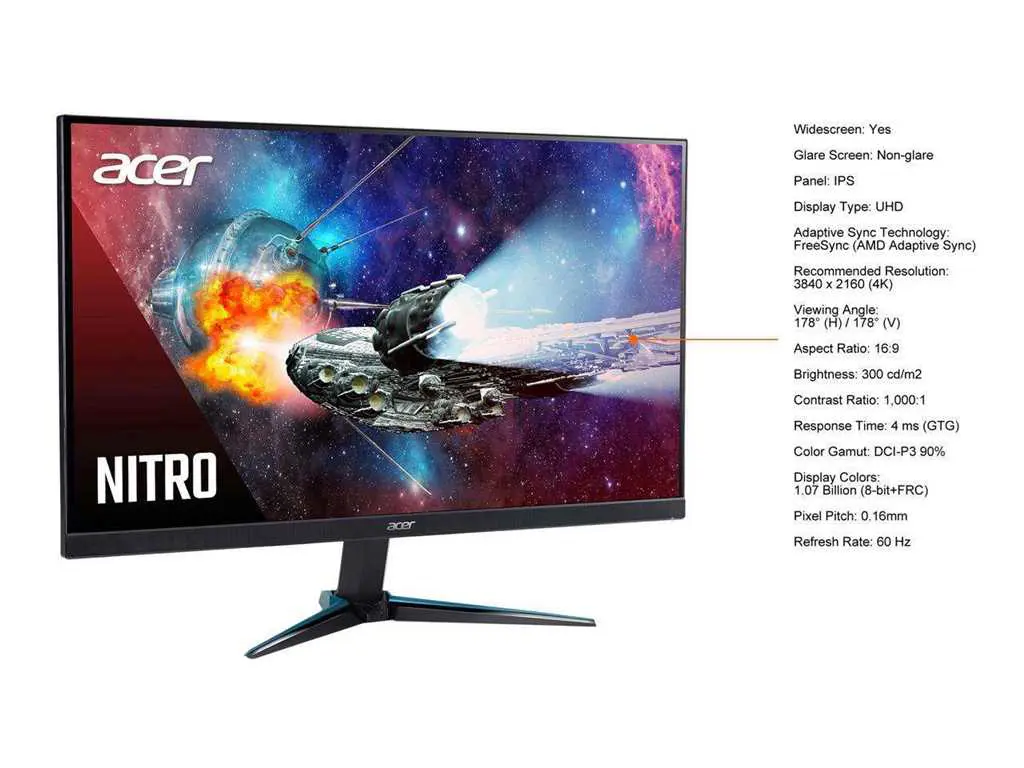 acer
NITRO
acer
Widescreen: Yes
Glare Screen: Non-glare
Panel: IPS
Display Type: UHD
Adaptive Sync Technology:
FreeSync (AMD Adaptive Sync)
Recommended Resolution:
3840 x 2160 (4K)
Viewing Angle:
178° (H) / 178° (V)
Aspect Ratio: 16:9
Brightness: 300 cd/m2
Contrast Ratio: 1,000:1
Response Time: 4 ms (GTG)
Color Gamut: DCI-P3 90%
Display Colors:
1.07 Billion (8-bit+FRC)
Pixel Pitch: 0.16mm
Refresh Rate: 60 Hz